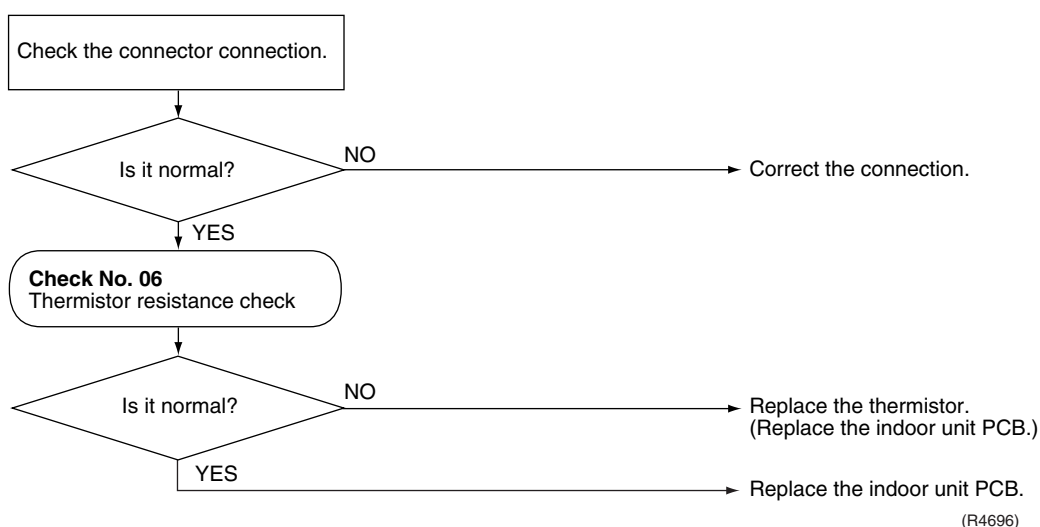 Check the connector connection.
Is it normal?
NO
Correct the connection.
YES
Check No. 06
Thermistor resistance check
Is it normal?
NO
Replace the thermistor.
(Replace the indoor unit PCB.)
YES
Replace the indoor unit PCB.
(R4696)